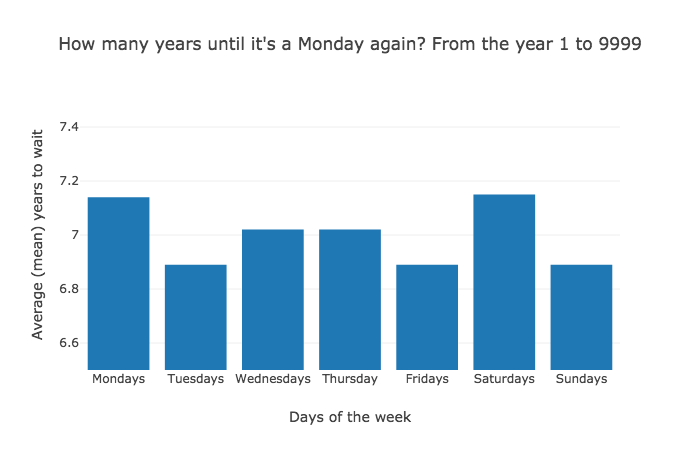 How many years until it's a Monday again? From the year 1 to 9999
Average (mean) years to wait
7.4
7.2
7
6.8
6.6
Mondays Tuesdays Wednesdays Thursday Fridays Saturdays Sundays
Days of the week